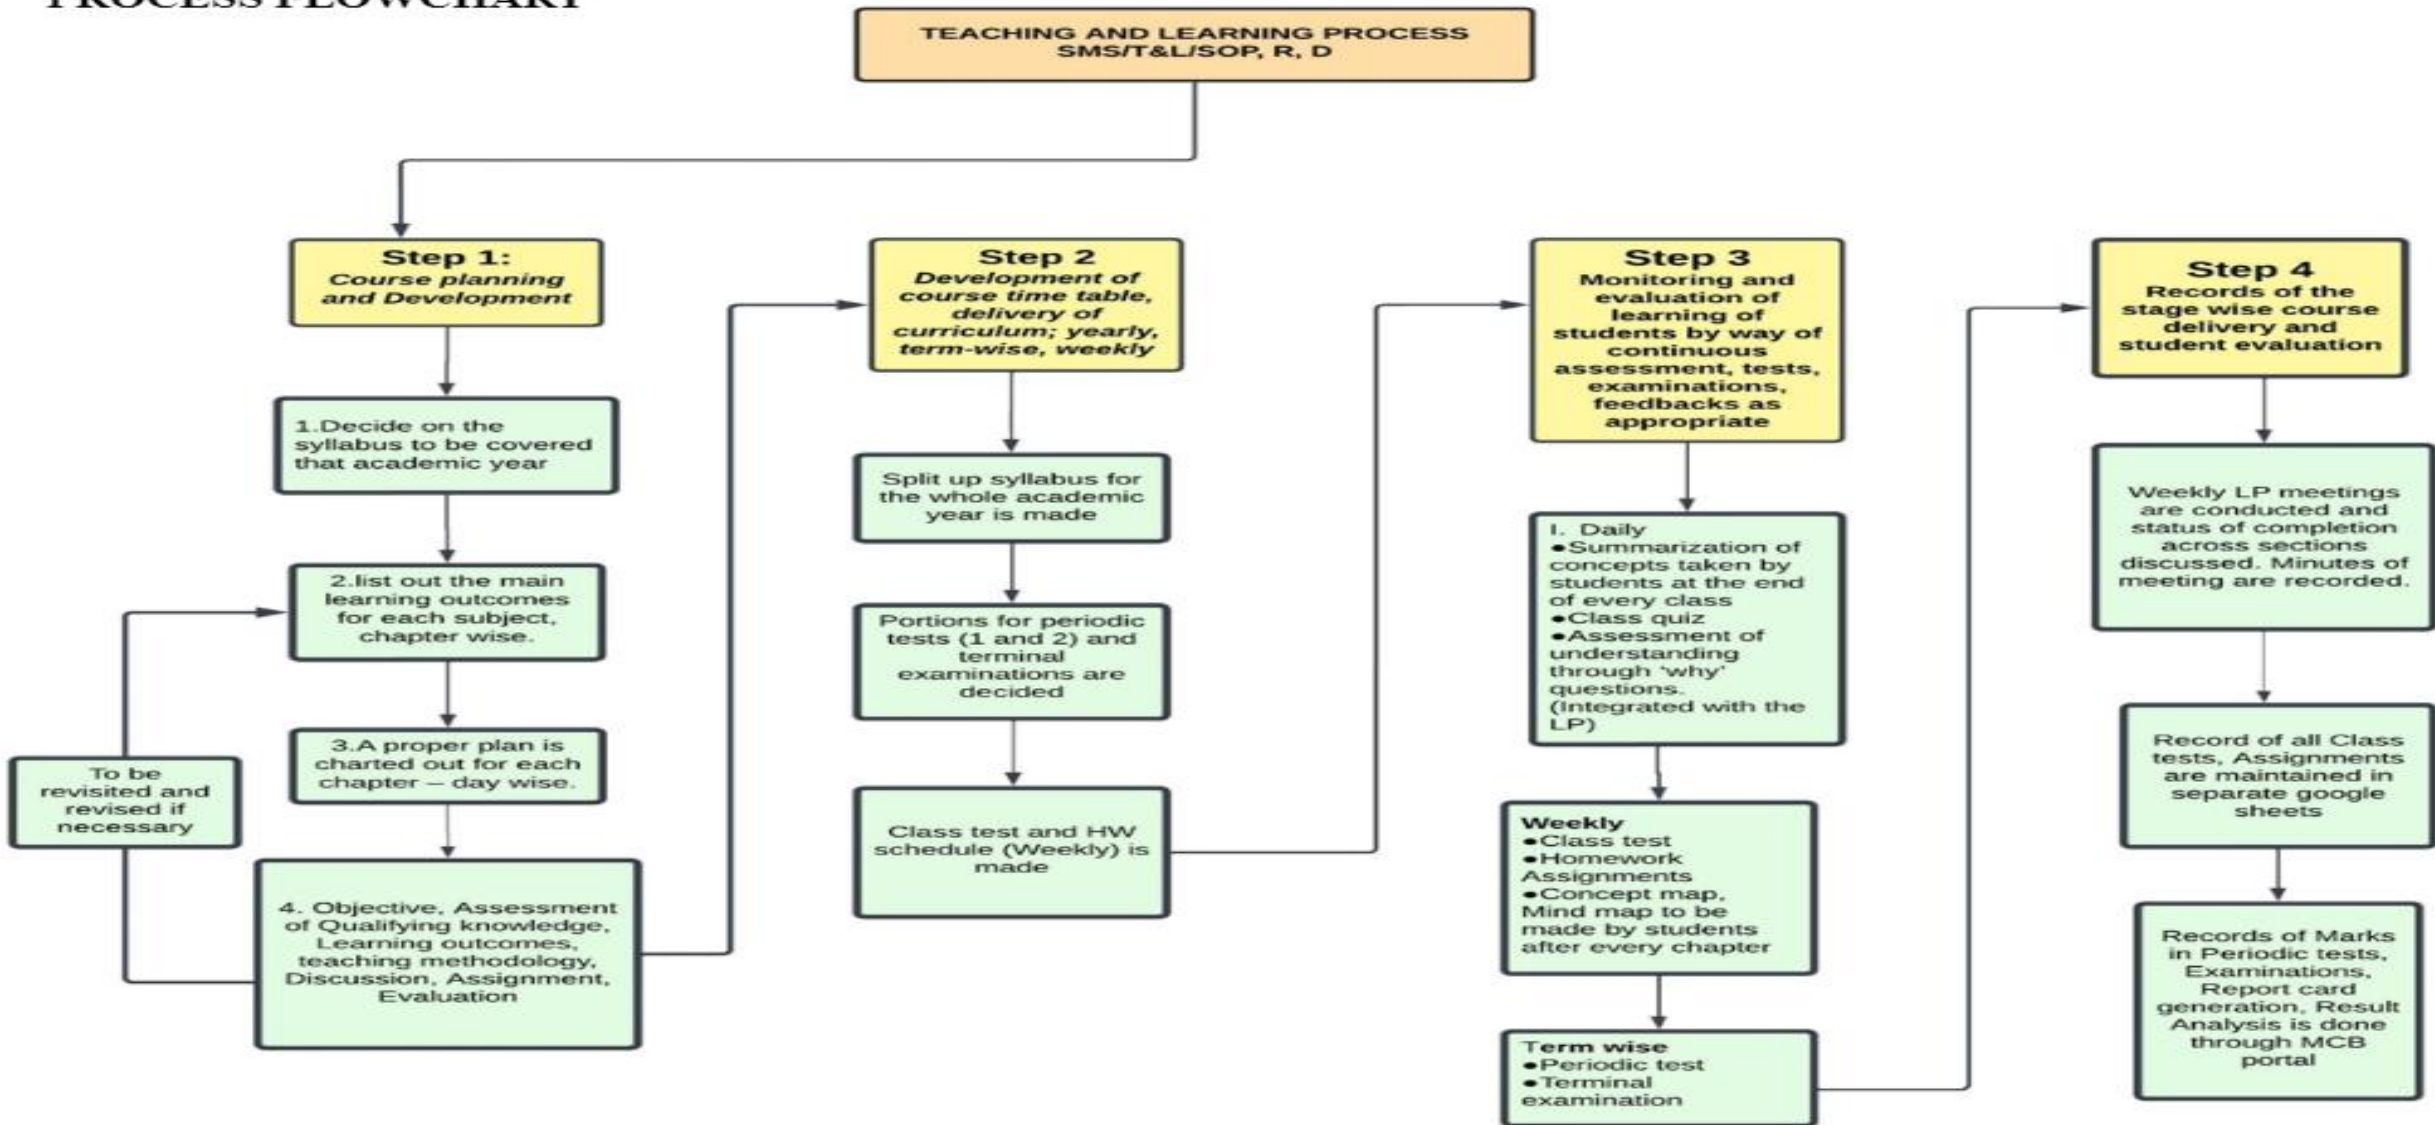 PROCESS FLOWCHART
TEACHING AND LEARNING PROCESS
SMS/T&L/SOP, R, D
Step 1:
Course planning
and Development
1.Decide on the
syllabus to be covered
that academic year
2.list out the main
learning outcomes
for each subject,
chapter wise.
3.A proper plan is
charted out for each
chapter – day wise.
To be
revisited and
revised if
necessary
4. Objective, Assessment
of Qualifying knowledge,
Learning outcomes,
teaching methodology,
Discussion, Assignment,
Evaluation
Step 2
Development of
course time table,
delivery of
curriculum; yearly,
term-wise, weekly
Split up syllabus for
the whole academic
year is made
Portions for periodic
tests (1 and 2) and
terminal
examinations are
decided
Class test and HW
schedule (Weekly) is
made
Step 3
Monitoring and
evaluation of
learning of
students by way of
continuous
assessment, tests,
examinations,
feedbacks as
appropriate
I. Daily
●Summarization of
concepts taken by
students at the end
of every class
●Class quiz
●Assessment of
understanding
through ‘why’
questions.
(Integrated with the
LP)
Weekly
●Class test
●Homework
Assignments
●Concept map,
Mind map to be
made by students
after every chapter
Term wise
●Periodic test
●Terminal
examination
Step 4
Records of the
stage wise course
delivery and
student evaluation
Weekly LP meetings
are conducted and
status of completion
across sections
discussed. Minutes of
meeting are recorded.
Record of all Class
tests, Assignments
are maintained in
separate google
sheets
Records of Marks
in Periodic tests,
Examinations,
Report card
generation, Result
Analysis is done
through MCB
portal